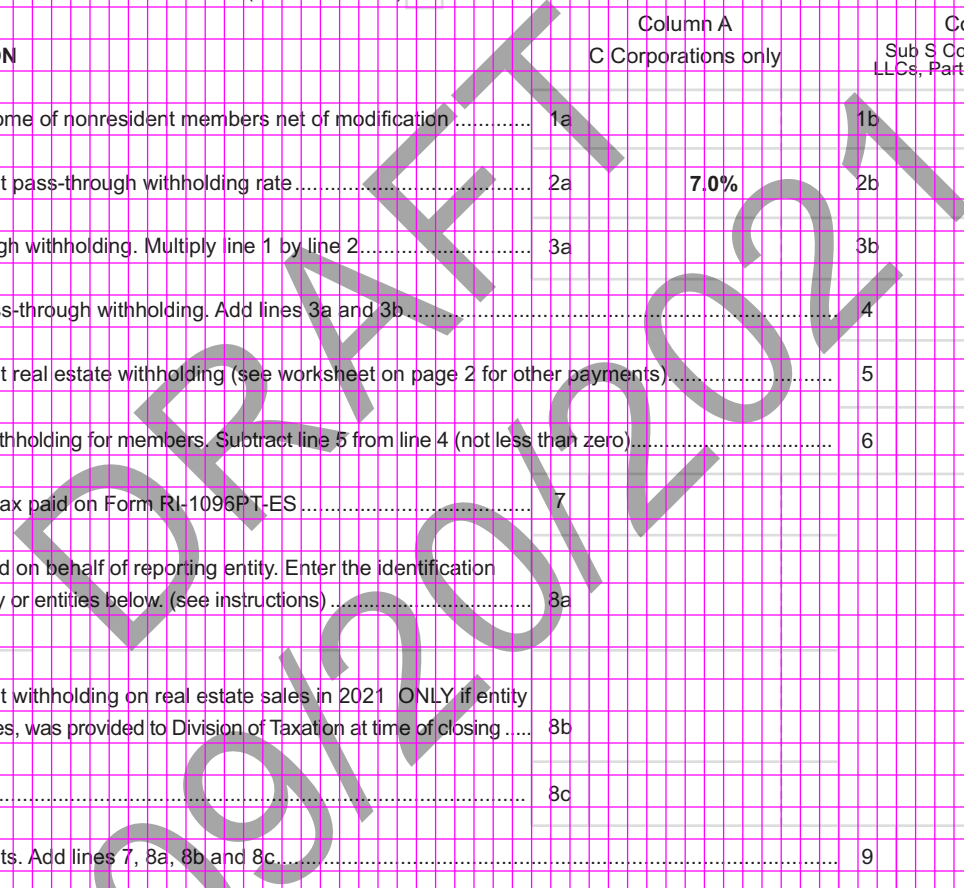 Column A
Co
ON
C Corporations only
Sub S Co
LLCs, Part
ome of nonresident members net of modification ............. 1a 1b
t pass-through withholding rate........................................ 2a 7.0% 2b
gh withholding. Multiply line 1 by line 2............................. 3a 3b
ss-through withholding. Add lines 3a and 3b.......................................................................... 4
t real estate withholding (see worksheet on page 2 for other payments)............................ 5
thholding for members. Subtract line 5 from line 4 (not less than zero).................................. 6
ax paid on Form RI-1096PT-ES ....................................... 7
d on behalf of reporting entity. Enter the identification
y or entities below. (see instructions) .................................. 8a
t withholding on real estate sales in 2021 ONLY if entity
es, was provided to Division of Taxation at time of closing ..... 8b
.......................................................................................... 8c
ts. Add lines 7, 8a, 8b and 8c................................................................................................ 9
DRAFT
09/20/2021